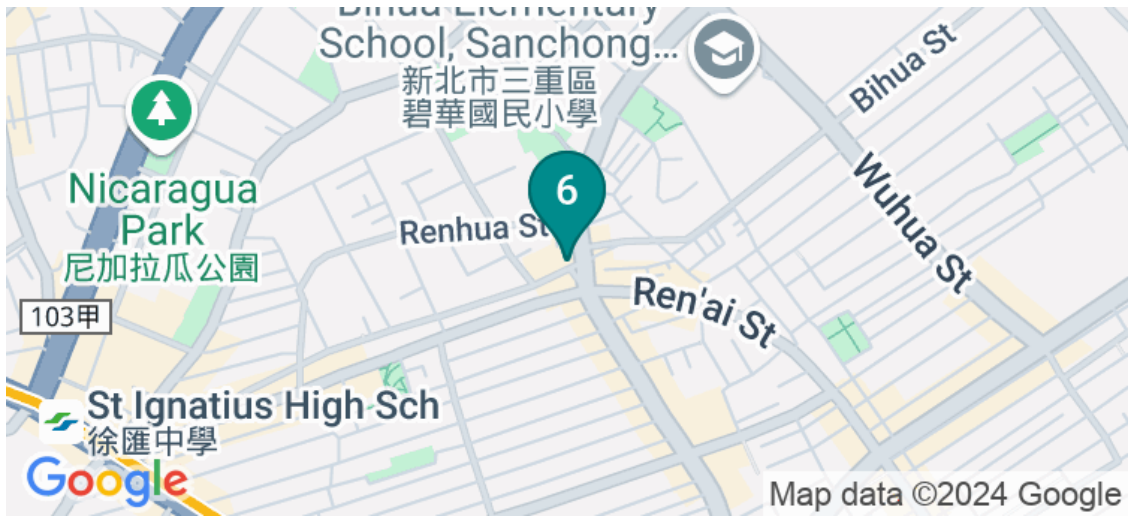 Bihua Elementary
School, Sanchong...
新北市三重區
碧華國民小學
Bihua St
6
Nicaragua
Park
尼加拉瓜公園
Renhua St
Wuhua St
Ren'ai St
103甲
St Ignatius High Sch
徐匯中學
Google
Map data ©2024 Google